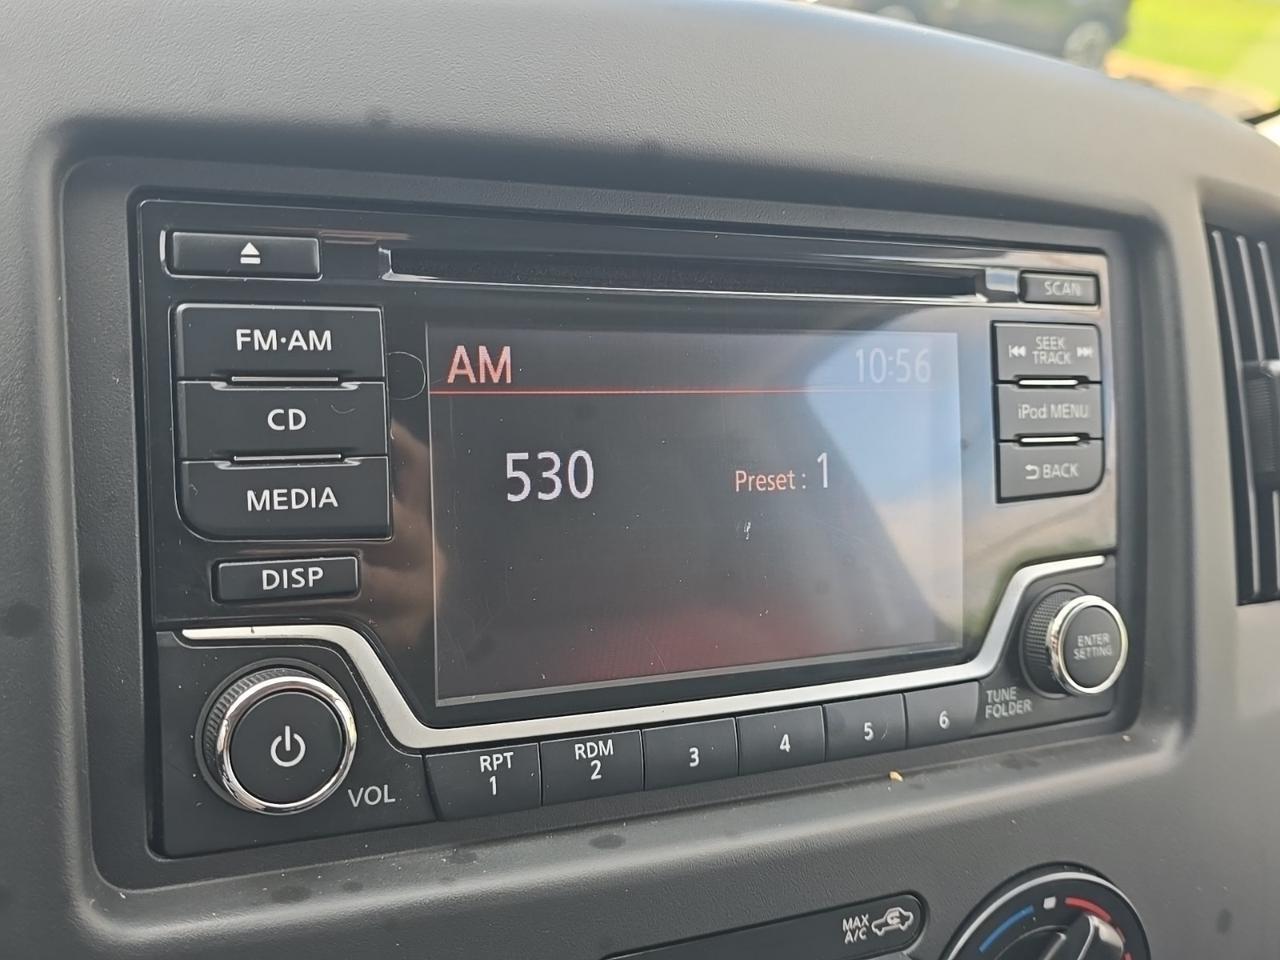 SCAN
FM·AM
CD
MEDIA
DISP
AM 10:56
530 Preset : 1
SEEK
TRACK
iPod MENU
BACK
ENTER
SETTING
TUNE
FOLDER
VOL
RPT
1
RDM
2
3
4
5
6
MAX
A/C